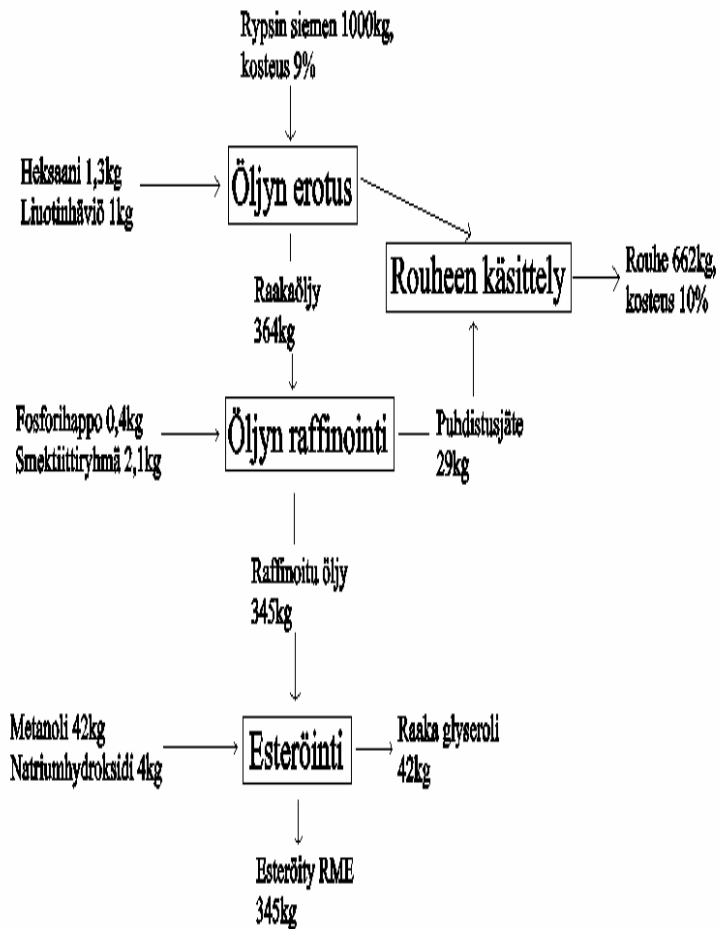 Rypsin siemen 1000kg,
kosteus 9%
Heksaani 1,3kg
Liuotinhäviö 1kg
Öljyn erotus
Rouheen käsittely
Rouhe 662kg,
kosteus 10%
Raakaöljy
364kg
Fosforihappo 0,4kg
Smektiittiryhmä 2,1kg
Öljyn raffinointi
Puhdistusjäte
29kg
Raffinoitu öljy
345kg
Metanoli 42kg
Natriumhydroksidi 4kg
Esteröinti
Raaka glyseroli
42kg
Esteröity RME
345kg